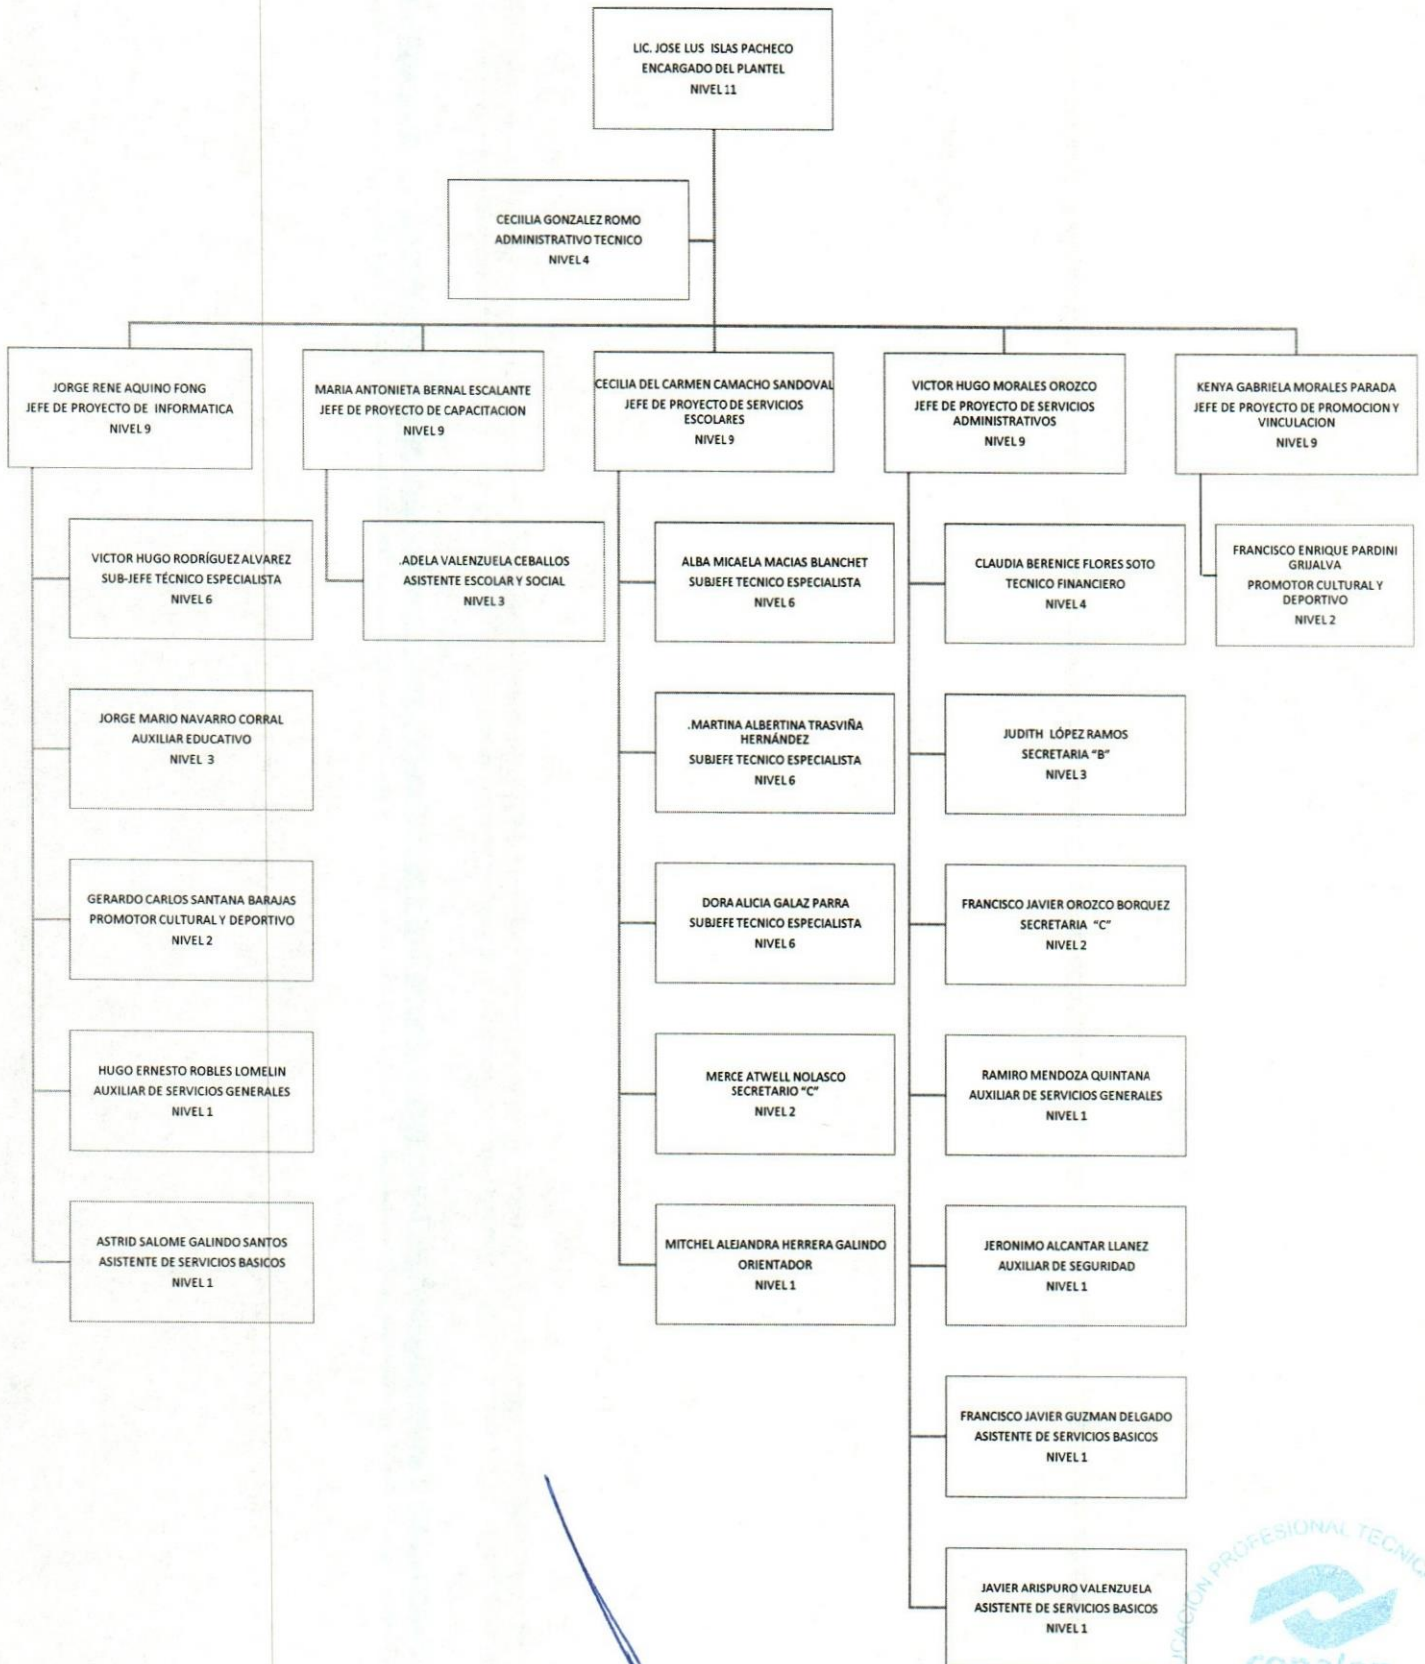 LIC. JOSE LUS ISLAS PACHECO
ENCARGADO DEL PLANTEL
NIVEL 11
CECIILIA GONZALEZ ROMO
ADMINISTRATIVO TECNICO
NIVEL 4
JORGE RENE AQUINO FONG
JEFE DE PROYECTO DE INFORMATICA
NIVEL 9
MARIA ANTONIETA BERNAL ESCALANTE
JEFE DE PROYECTO DE CAPACITACION
NIVEL 9
CECILIA DEL CARMEN CAMACHO SANDOVAL
JEFE DE PROYECTO DE SERVICIOS
ESCOLARES
NIVEL 9
VICTOR HUGO MORALES OROZCO
JEFE DE PROYECTO DE SERVICIOS
ADMINISTRATIVOS
NIVEL 9
KENYA GABRIELA MORALES PARADA
JEFE DE PROYECTO DE PROMOCION Y
VINCULACION
NIVEL 9
VICTOR HUGO RODRÍGUEZ ALVAREZ
SUB-JEFE TÉCNICO ESPECIALISTA
NIVEL 6
JORGE MARIO NAVARRO CORRAL
AUXILIAR EDUCATIVO
NIVEL 3
GERARDO CARLOS SANTANA BARAJAS
PROMOTOR CULTURAL Y DEPORTIVO
NIVEL 2
HUGO ERNESTO ROBLES LOMELIN
AUXILIAR DE SERVICIOS GENERALES
NIVEL 1
ASTRID SALOME GALINDO SANTOS
ASISTENTE DE SERVICIOS BASICOS
NIVEL 1
.ADELA VALENZUELA CEBALLOS
ASISTENTE ESCOLAR Y SOCIAL
NIVEL 3
ALBA MICAELA MACIAS BLANCHET
SUBJEFE TECNICO ESPECIALISTA
NIVEL 6
.MARTINA ALBERTINA TRASVIÑA
HERNÁNDEZ
SUBJEFE TECNICO ESPECIALISTA
NIVEL 6
DORA ALICIA GALAZ PARRA
SUBJEFE TECNICO ESPECIALISTA
NIVEL 6
MERCE ATWELL NOLASCO
SECRETARIO "C"
NIVEL 2
MITCHEL ALEJANDRA HERRERA GALINDO
ORIENTADOR
NIVEL 1
CLAUDIA BERENICE FLORES SOTO
TECNICO FINANCIERO
NIVEL 4
JUDITH LÓPEZ RAMOS
SECRETARIA "B"
NIVEL 3
FRANCISCO JAVIER OROZCO BORQUEZ
SECRETARIA "C"
NIVEL 2
RAMIRO MENDOZA QUINTANA
AUXILIAR DE SERVICIOS GENERALES
NIVEL 1
JERONIMO ALCANTAR LLANEZ
AUXILIAR DE SEGURIDAD
NIVEL 1
FRANCISCO JAVIER GUZMAN DELGADO
ASISTENTE DE SERVICIOS BASICOS
NIVEL 1
JAVIER ARISPURO VALENZUELA
ASISTENTE DE SERVICIOS BASICOS
NIVEL 1
FRANCISCO ENRIQUE PARDINI
GRIJALVA
PROMOTOR CULTURAL Y
DEPORTIVO
NIVEL 2
UCACIÓN PROFESIONAL TECNIC